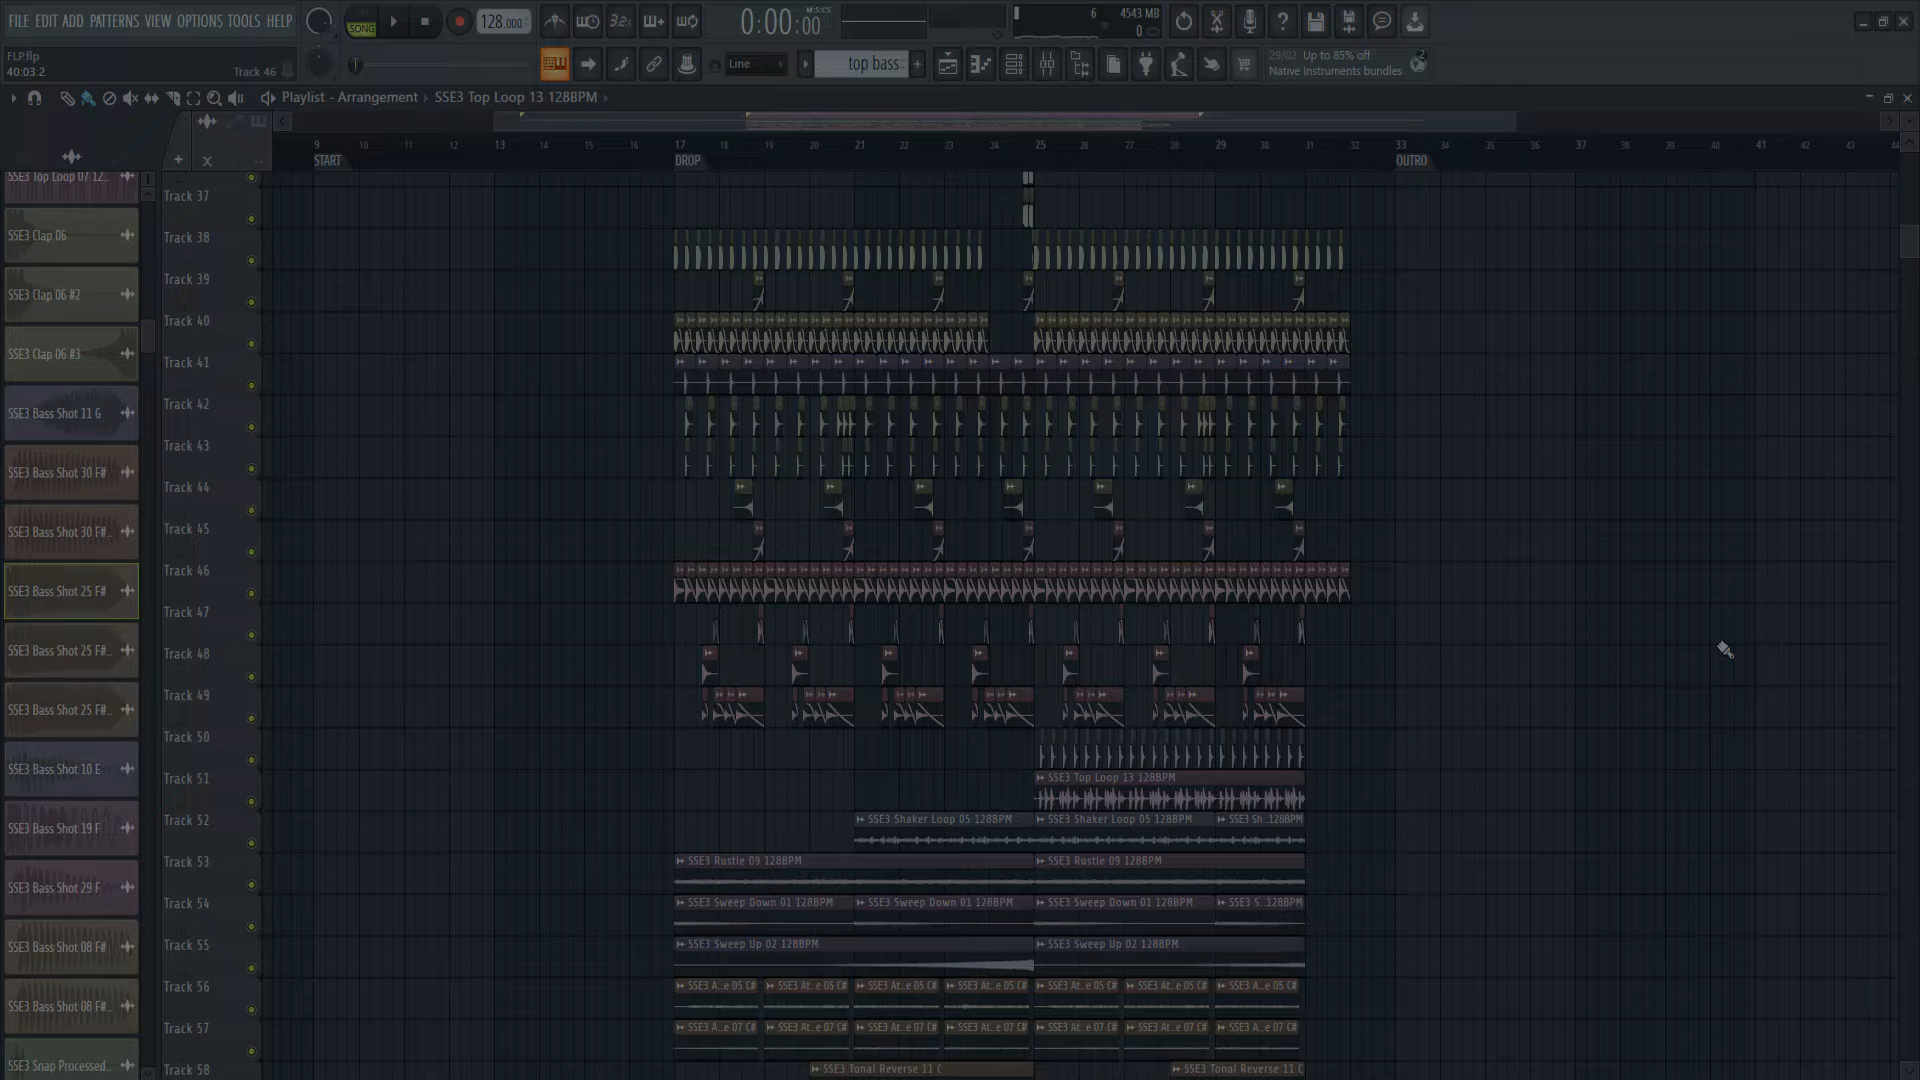 FILE EDIT ADD PATTERNS VIEW OPTIONS TOOLS HELP
SONG
128.000
0:00:00
M:S:CS
6
4543 MB
0
FLP.flp
40:03:2
Track 46
Line
top bass
29/02 Up to 85% off
Native Instruments bundles
Playlist - Arrangement › SSE3 Top Loop 13 128BPM ›
9 10 11 12 13 14 15 16 17 18 19 20 21 22 23 24 25 26 27 28 29 30 31 32 33 34 35 36 37 38 39 40 41 42 43 44
START
DROP
OUTRO
SSE3 Top Loop 07 12..
SSE3 Clap 06
SSE3 Clap 06 #2
SSE3 Clap 06 #3
SSE3 Bass Shot 11 G
SSE3 Bass Shot 30 F#
SSE3 Bass Shot 30 F#..
SSE3 Bass Shot 25 F#
SSE3 Bass Shot 25 F#..
SSE3 Bass Shot 25 F#..
SSE3 Bass Shot 10 E
SSE3 Bass Shot 19 F
SSE3 Bass Shot 29 F
SSE3 Bass Shot 08 F#
SSE3 Bass Shot 08 F#..
SSE3 Snap Processed..
Track 37
Track 38
Track 39
Track 40
Track 41
Track 42
Track 43
Track 44
Track 45
Track 46
Track 47
Track 48
Track 49
Track 50
Track 51
SSE3 Top Loop 13 128BPM
Track 52
SSE3 Shaker Loop 05 128BPM SSE3 Shaker Loop 05 128BPM SSE3 Sh..128BPM
Track 53
SSE3 Rustle 09 128BPM SSE3 Rustle 09 128BPM
Track 54
SSE3 Sweep Down 01 128BPM SSE3 Sweep Down 01 128BPM SSE3 Sweep Down 01 128BPM SSE3 S..128BPM
Track 55
SSE3 Sweep Up 02 128BPM SSE3 Sweep Up 02 128BPM
Track 56
SSE3 A..e 05 C# SSE3 At..e 05 C# SSE3 At..e 05 C# SSE3 At..e 05 C# SSE3 At..e 05 C# SSE3 At..e 05 C# SSE3 At..e 05 C#
Track 57
SSE3 A..e 07 C# SSE3 At..e 07 C# SSE3 At..e 07 C# SSE3 At..e 07 C# SSE3 At..e 07 C# SSE3 At..e 07 C# SSE3 At..e 07 C#
Track 58
SSE3 Tonal Reverse 11 C SSE3 Tonal Reverse 11 C